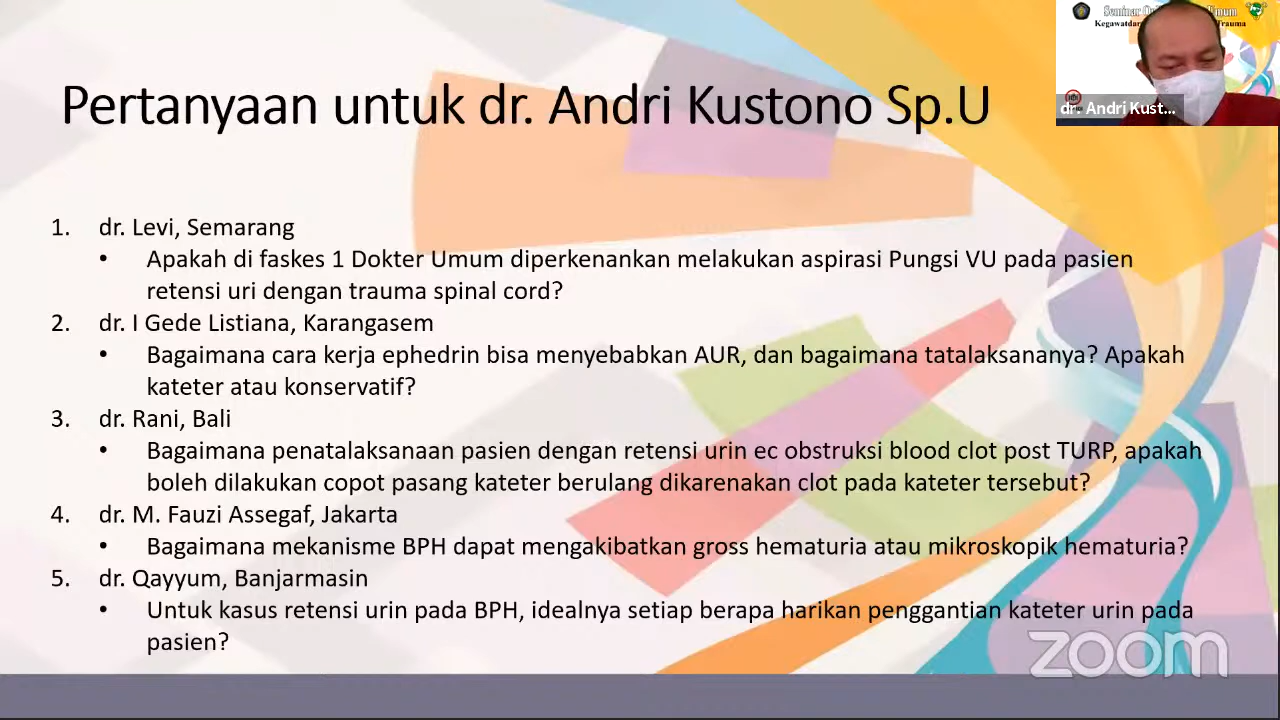 Pertanyaan untuk dr. Andri Kustono Sp.U
1. dr. Levi, Semarang
• Apakah di faskes 1 Dokter Umum diperkenankan melakukan aspirasi Pungsi VU pada pasien
retensi uri dengan trauma spinal cord?
2. dr. I Gede Listiana, Karangasem
• Bagaimana cara kerja ephedrin bisa menyebabkan AUR, dan bagaimana tatalaksananya? Apakah
kateter atau konservatif?
3. dr. Rani, Bali
• Bagaimana penatalaksanaan pasien dengan retensi urin ec obstruksi blood clot post TURP, apakah
boleh dilakukan copot pasang kateter berulang dikarenakan clot pada kateter tersebut?
4. dr. M. Fauzi Assegaf, Jakarta
• Bagaimana mekanisme BPH dapat mengakibatkan gross hematuria atau mikroskopik hematuria?
5. dr. Qayyum, Banjarmasin
• Untuk kasus retensi urin pada BPH, idealnya setiap berapa harikan penggantian kateter urin pada
pasien?
Seminar
Trauma
dr. Andri Kust...
zoom